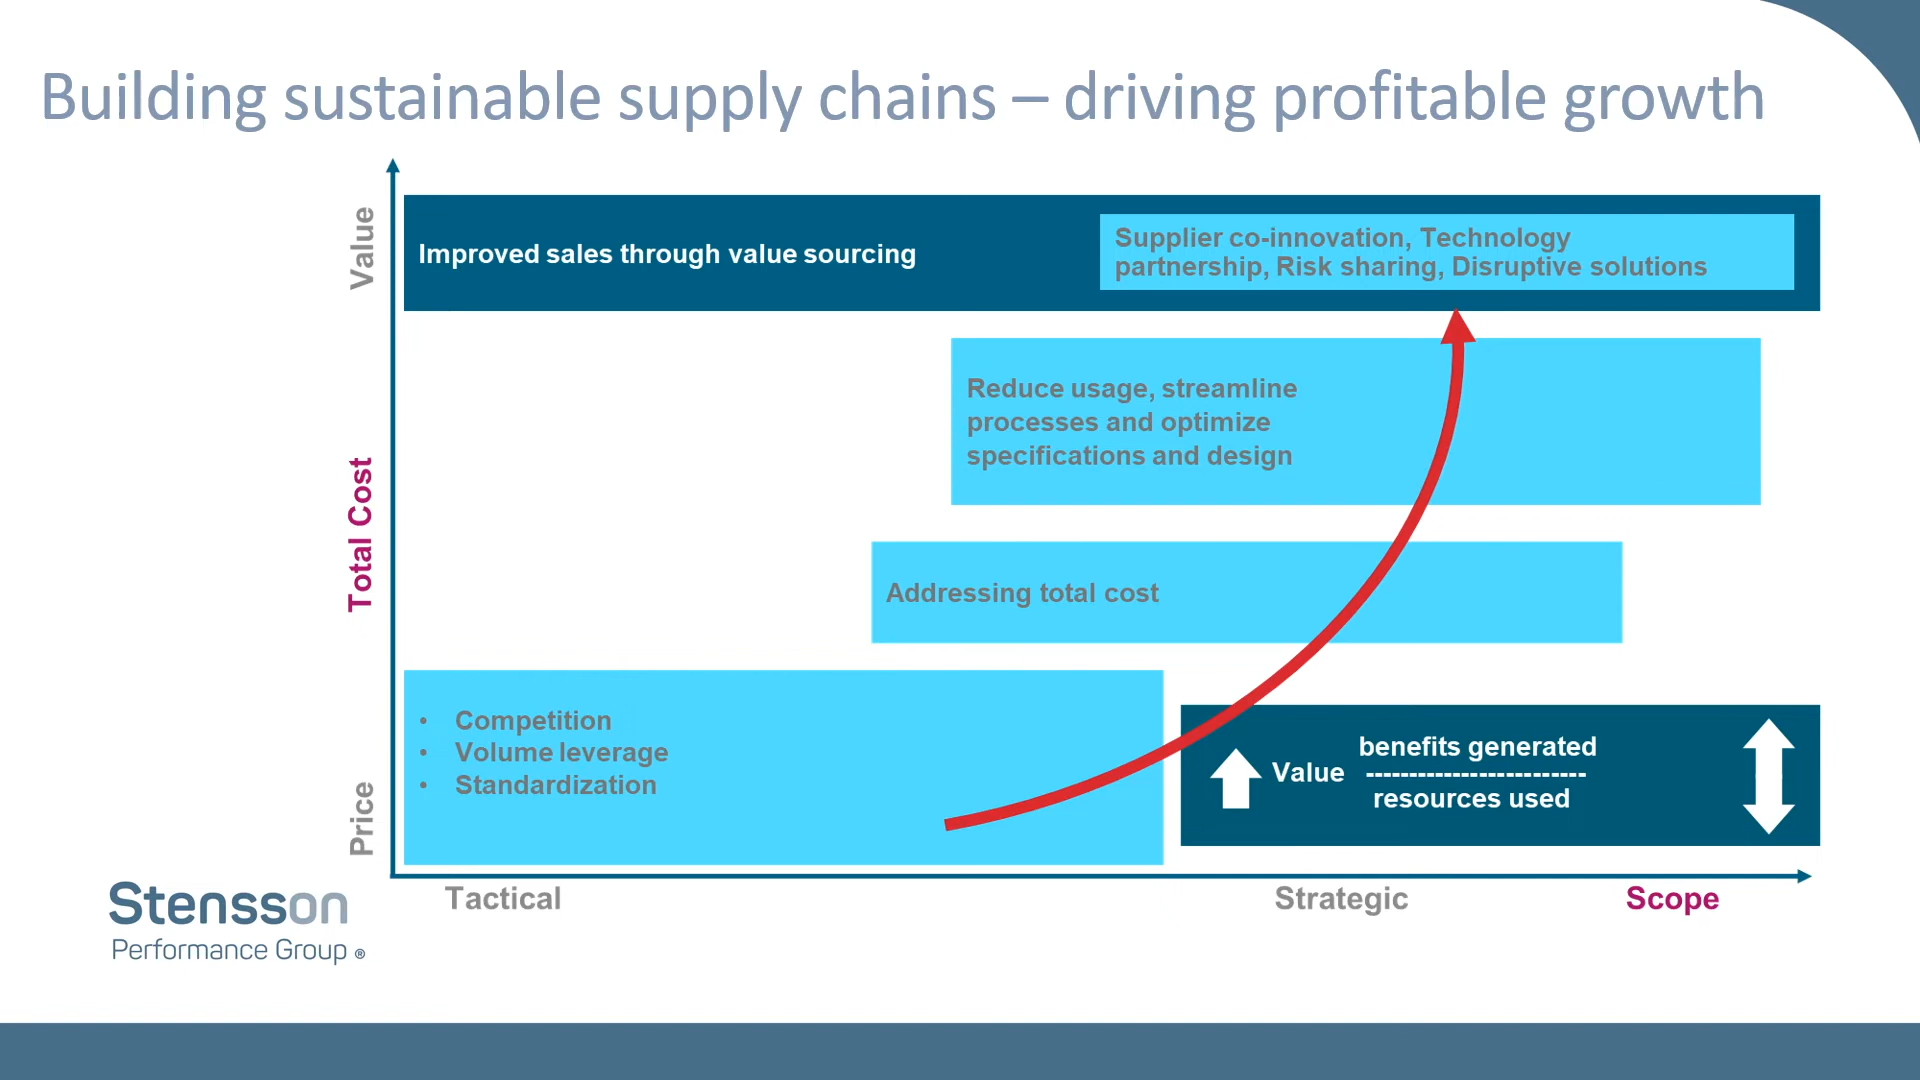 Building sustainable supply chains – driving profitable growth
Value
Improved sales through value sourcing
Supplier co-innovation, Technology
partnership, Risk sharing, Disruptive solutions
Reduce usage, streamline
processes and optimize
specifications and design
Total Cost
Addressing total cost
• Competition
• Volume leverage
• Standardization
Price
benefits generated
Value -------------------------
resources used
Tactical
Strategic
Scope
Stensson
Performance Group ®